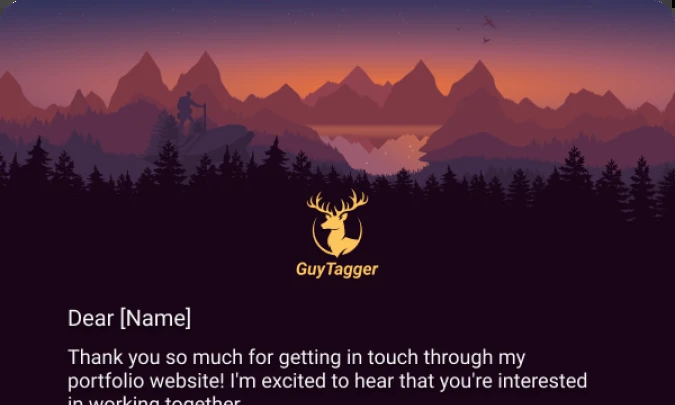 GuyTagger
Dear [Name]
Thank you so much for getting in touch through my
portfolio website! I'm excited to hear that you're interested
in working together